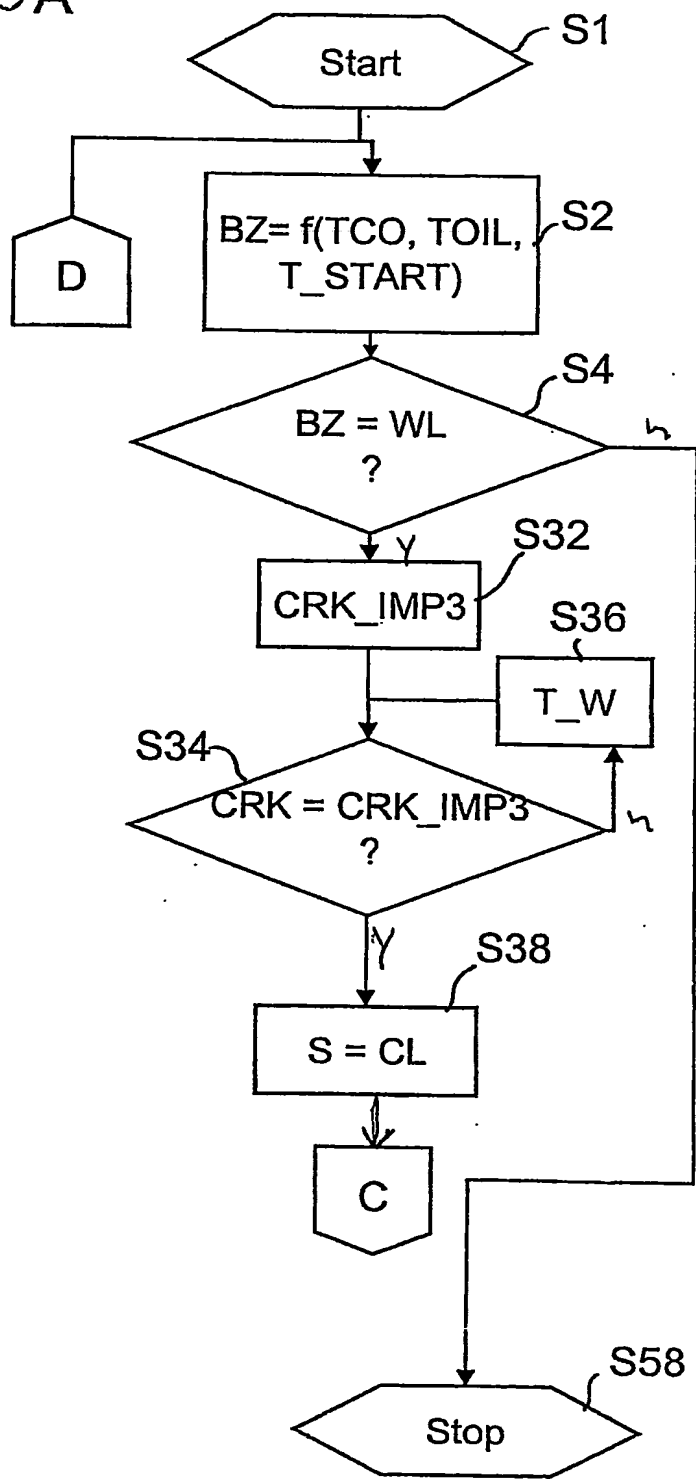 S1
Start
S2
BZ= f(TCO, TOIL,
T_START)
D
S4
BZ = WL
?
n
Y
S32
CRK_IMP3
S36
T_W
S34
CRK = CRK_IMP3
?
n
Y
S38
S = CL
C
S58
Stop